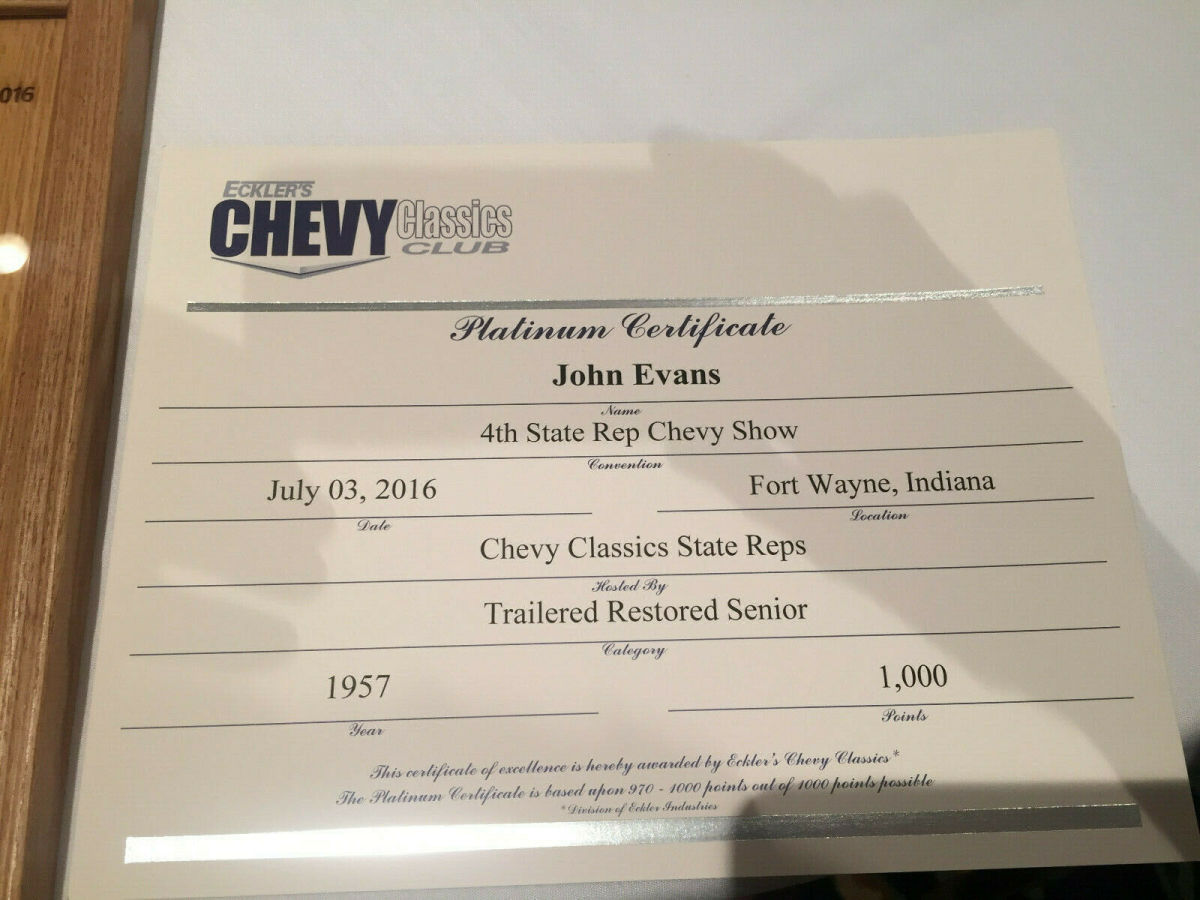 016
ECKLER'S
CHEVY Classics
CLUB
Platinum Certificate
John Evans
Name
4th State Rep Chevy Show
Convention
July 03, 2016 Fort Wayne, Indiana
Date Location
Chevy Classics State Reps
Hosted By
Trailered Restored Senior
Category
1957 1,000
Year Points
This certificate of excellence is hereby awarded by Eckler's Chevy Classics*
The Platinum Certificate is based upon 970 - 1000 points out of 1000 points possible
*Division of Eckler Industries